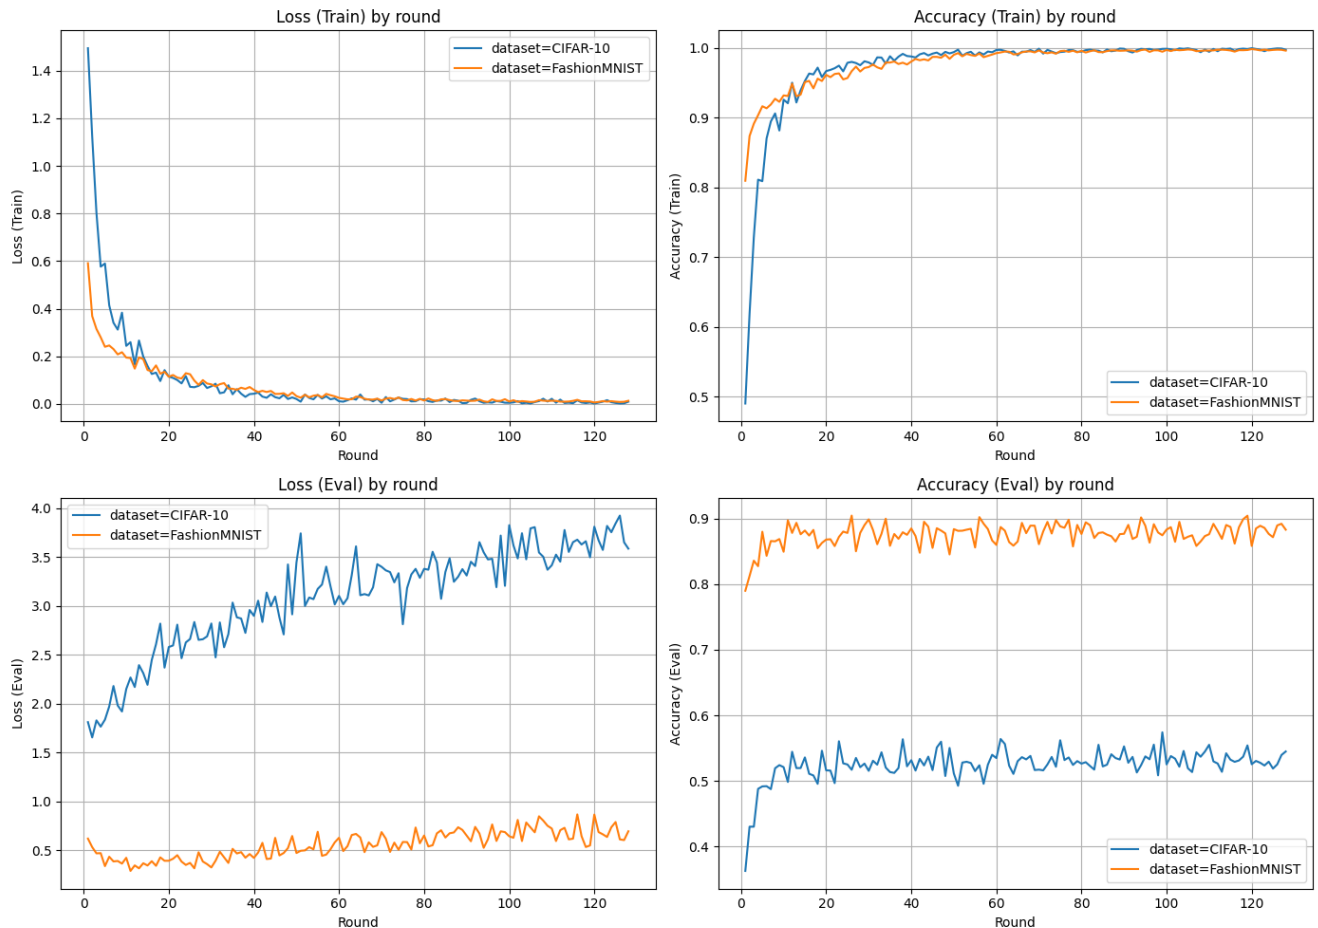 Loss (Train) by round
1.4
1.2
1.0
0.8
0.6
0.4
0.2
0.0
Loss (Train)
0 20 40 60 80 100 120
Round
dataset=CIFAR-10
dataset=FashionMNIST
Accuracy (Train) by round
1.0
0.9
0.8
0.7
0.6
0.5
Accuracy (Train)
0 20 40 60 80 100 120
Round
dataset=CIFAR-10
dataset=FashionMNIST
Loss (Eval) by round
4.0
3.5
3.0
2.5
2.0
1.5
1.0
0.5
Loss (Eval)
0 20 40 60 80 100 120
Round
dataset=CIFAR-10
dataset=FashionMNIST
Accuracy (Eval) by round
0.9
0.8
0.7
0.6
0.5
0.4
Accuracy (Eval)
0 20 40 60 80 100 120
Round
dataset=CIFAR-10
dataset=FashionMNIST